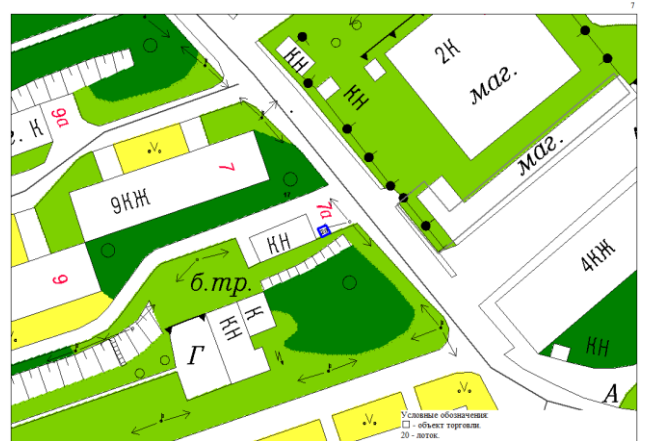 7
КН
2К
КН
маг.
9а
г. К
маг.
7
9КЖ
7а
КН
4КЖ
9
б.тр.
К
КН
КН
Г
А
Условные обозначения:
- объект торговли.
20 - лоток.